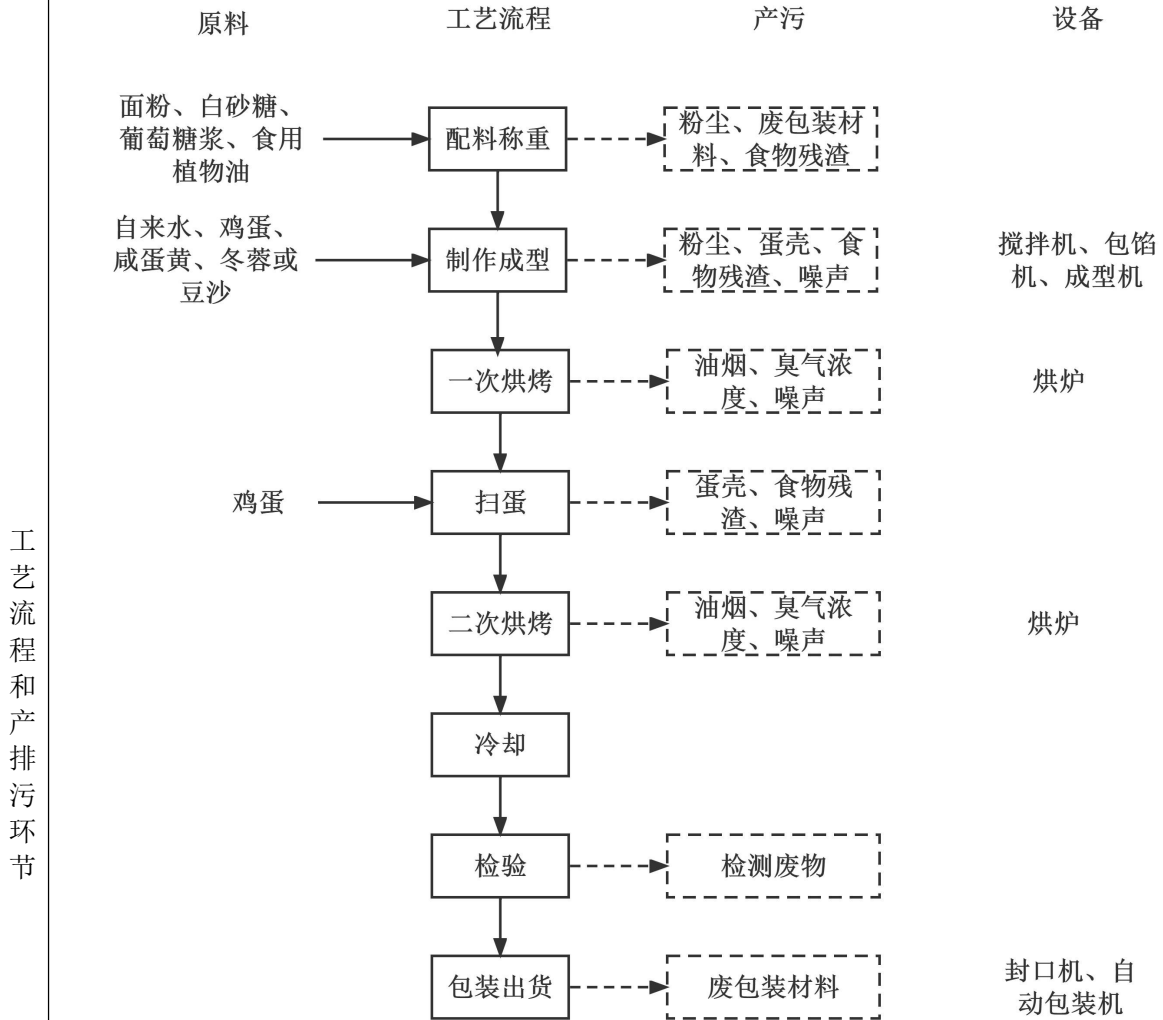 原料
工艺流程
产污
设备
面粉、白砂糖、
葡萄糖浆、食用
植物油
配料称重
粉尘、废包装材
料、食物残渣
自来水、鸡蛋、
咸蛋黄、冬蓉或
豆沙
制作成型
粉尘、蛋壳、食
物残渣、噪声
搅拌机、包馅
机、成型机
一次烘烤
油烟、臭气浓
度、噪声
烘炉
鸡蛋
扫蛋
蛋壳、食物残
渣、噪声
二次烘烤
油烟、臭气浓
度、噪声
烘炉
冷却
检验
检测废物
包装出货
废包装材料
封口机、自
动包装机
工艺流程和产排污环节